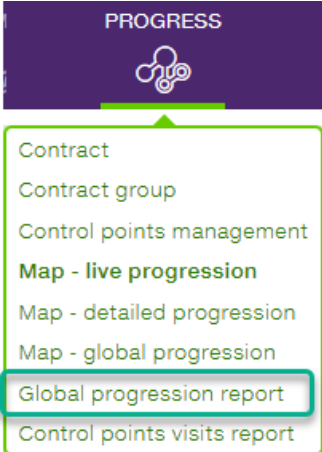 PROGRESS
Contract
Contract group
Control points management
Map - live progression
Map - detailed progression
Map - global progression
Global progression report
Control points visits report